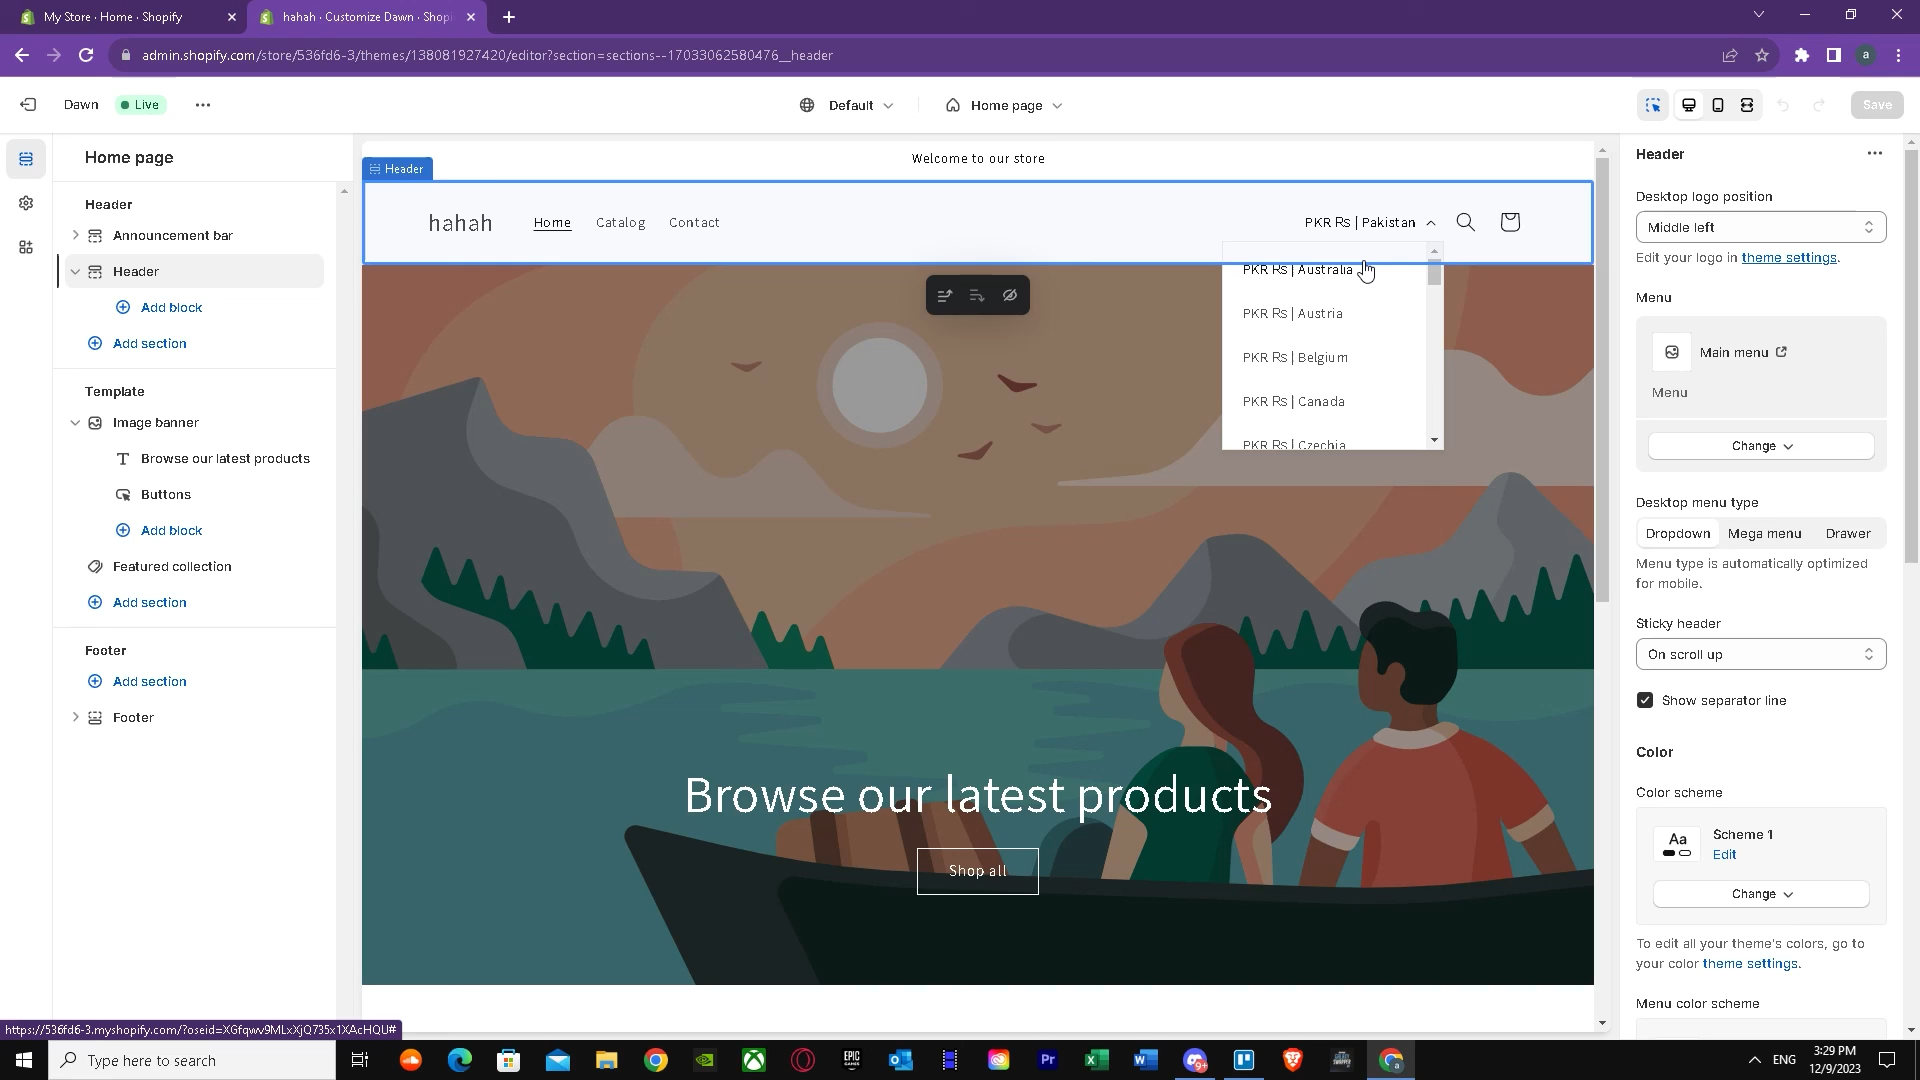 My Store · Home · Shopify
hahah · Customize Dawn · Shopi
admin.shopify.com/store/536fd6-3/themes/138081927420/editor?section=sections--17033062580476__header
a
Dawn
Live
Default
Home page
Save
Home page
Header
Announcement bar
Header
Add block
Add section
Template
Image banner
Browse our latest products
Buttons
Add block
Featured collection
Add section
Footer
Add section
Footer
Welcome to our store
Header
hahah
Home
Catalog
Contact
PKR ₨ | Pakistan
PKR ₨ | Australia
PKR ₨ | Austria
PKR ₨ | Belgium
PKR ₨ | Canada
PKR ₨ | Czechia
Browse our latest products
Shop all
Header
Desktop logo position
Middle left
Edit your logo in theme settings.
Menu
Main menu
Menu
Change
Desktop menu type
Dropdown
Mega menu
Drawer
Menu type is automatically optimized
for mobile.
Sticky header
On scroll up
Show separator line
Color
Color scheme
Aa
Scheme 1
Edit
Change
To edit all your theme's colors, go to
your color theme settings.
Menu color scheme
https://536fd6-3.myshopify.com/?oseid=XGfqwv9MLxXjQ735x1XAcHQU#
Type here to search
EPIC
GAMES
Pr
9+
a
ENG
3:29 PM
12/9/2023